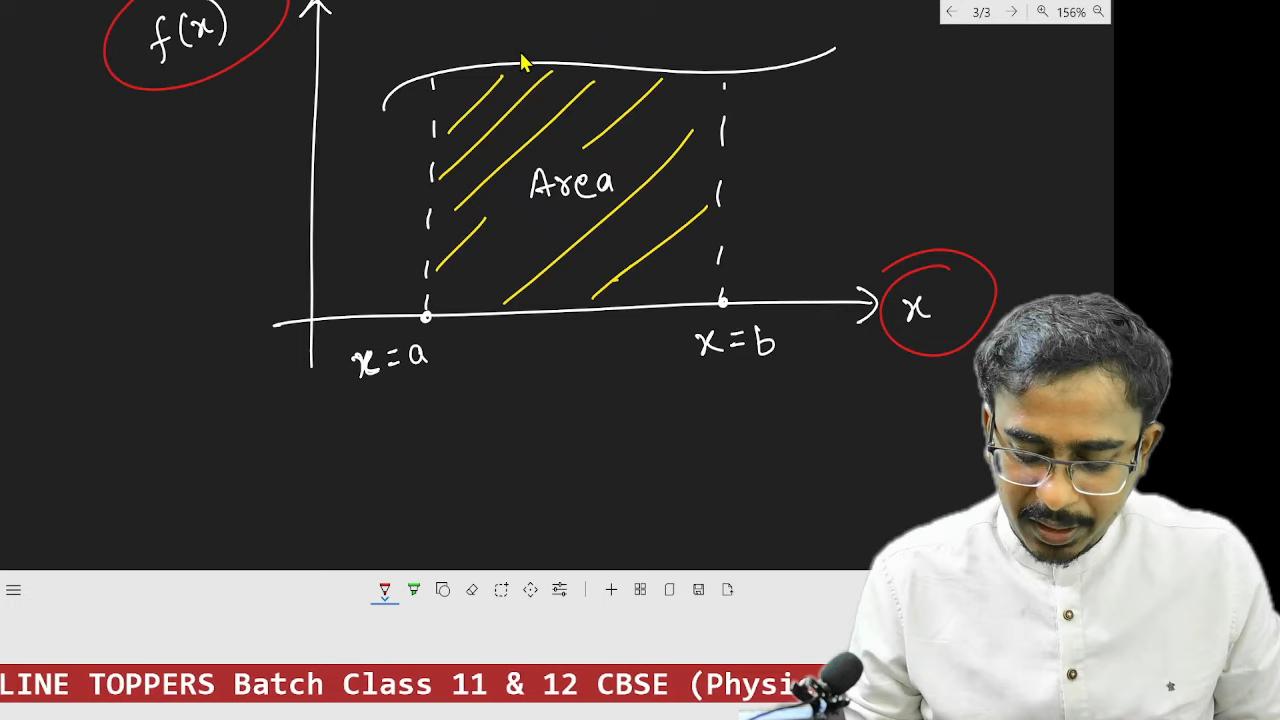 3/3
156%
f(x)
Area
x
x = a
x = b
LINE TOPPERS Batch Class 11 & 12 CBSE (Physi